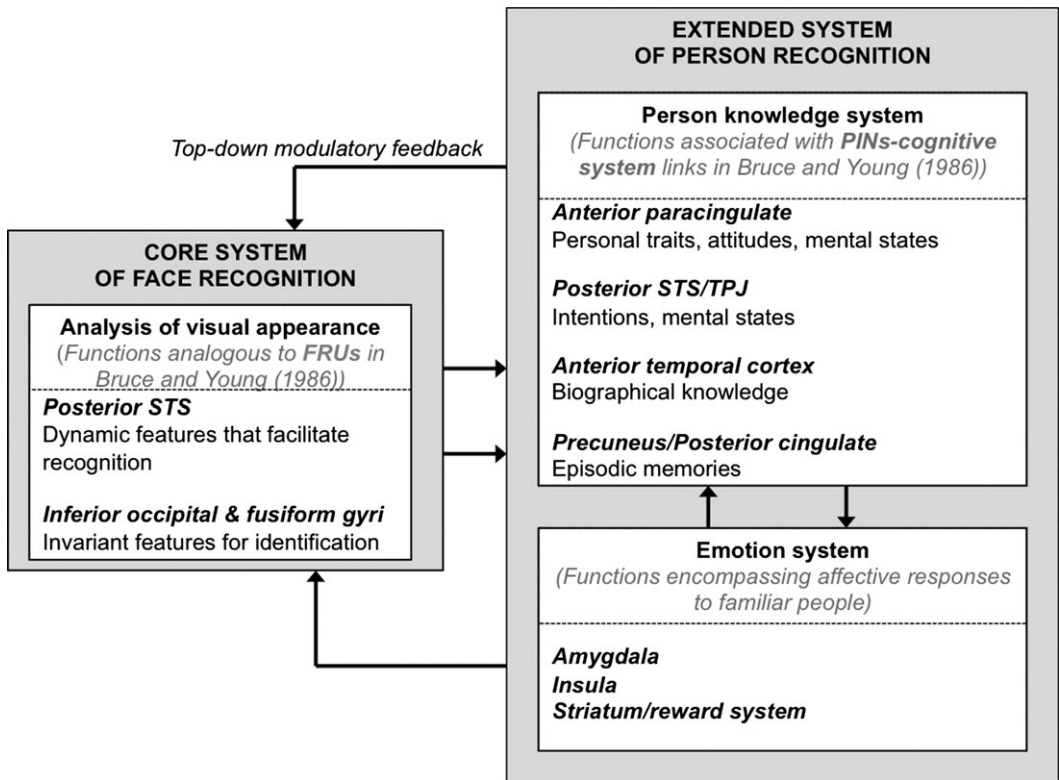 EXTENDED SYSTEM
OF PERSON RECOGNITION
Person knowledge system
(Functions associated with PINs-cognitive
system links in Bruce and Young (1986))
Anterior paracingulate
Personal traits, attitudes, mental states
Posterior STS/TPJ
Intentions, mental states
Anterior temporal cortex
Biographical knowledge
Precuneus/Posterior cingulate
Episodic memories
Emotion system
(Functions encompassing affective responses
to familiar people)
Amygdala
Insula
Striatum/reward system
Top-down modulatory feedback
CORE SYSTEM
OF FACE RECOGNITION
Analysis of visual appearance
(Functions analogous to FRUs in
Bruce and Young (1986))
Posterior STS
Dynamic features that facilitate
recognition
Inferior occipital & fusiform gyri
Invariant features for identification